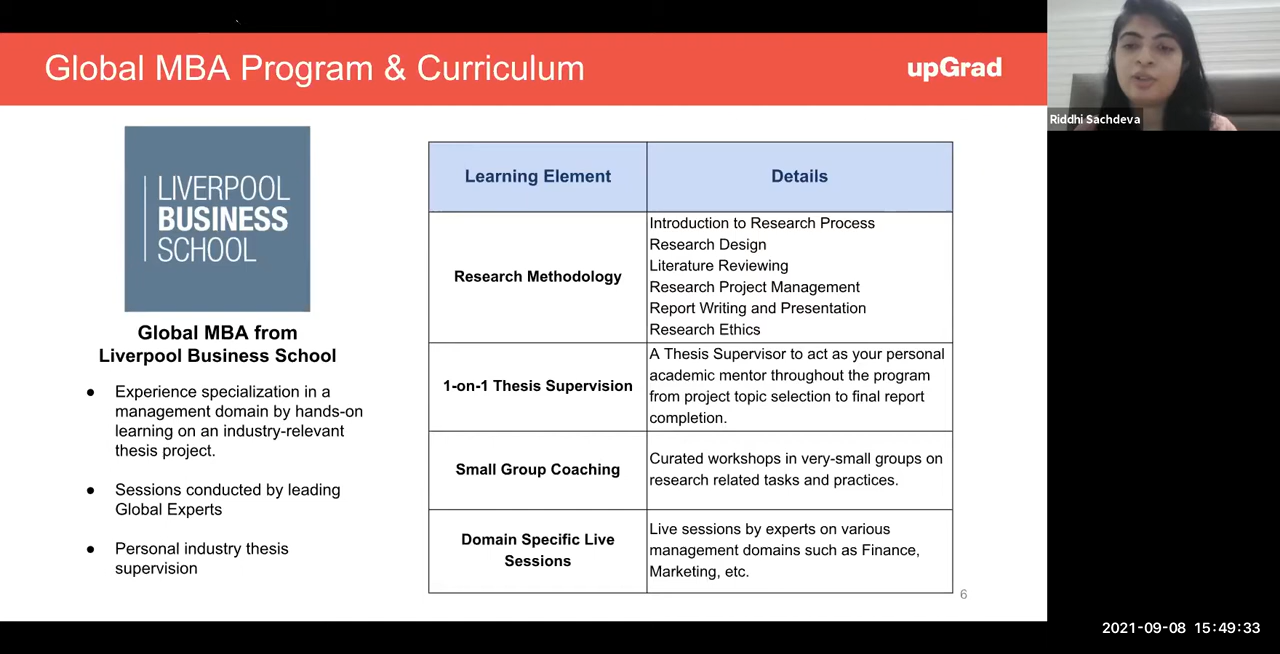 Global MBA Program & Curriculum
upGrad
Riddhi Sachdeva
LIVERPOOL
BUSINESS
SCHOOL
Global MBA from
Liverpool Business School
● Experience specialization in a
management domain by hands-on
learning on an industry-relevant
thesis project.
● Sessions conducted by leading
Global Experts
● Personal industry thesis
supervision
Learning Element
Details
Research Methodology
Introduction to Research Process
Research Design
Literature Reviewing
Research Project Management
Report Writing and Presentation
Research Ethics
1-on-1 Thesis Supervision
A Thesis Supervisor to act as your personal
academic mentor throughout the program
from project topic selection to final report
completion.
Small Group Coaching
Curated workshops in very-small groups on
research related tasks and practices.
Domain Specific Live
Sessions
Live sessions by experts on various
management domains such as Finance,
Marketing, etc.
6
2021-09-08 15:49:33